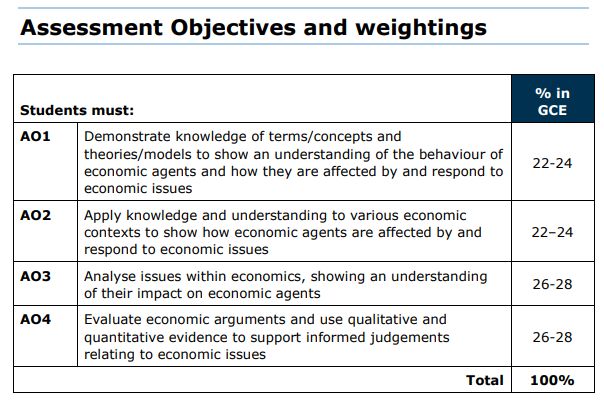 Assessment Objectives and weightings
% in
GCE
Students must:
AO1
Demonstrate knowledge of terms/concepts and
theories/models to show an understanding of the behaviour of
economic agents and how they are affected by and respond to
economic issues
22-24
AO2
Apply knowledge and understanding to various economic
contexts to show how economic agents are affected by and
respond to economic issues
22–24
AO3
Analyse issues within economics, showing an understanding
of their impact on economic agents
26-28
AO4
Evaluate economic arguments and use qualitative and
quantitative evidence to support informed judgements
relating to economic issues
26-28
Total
100%